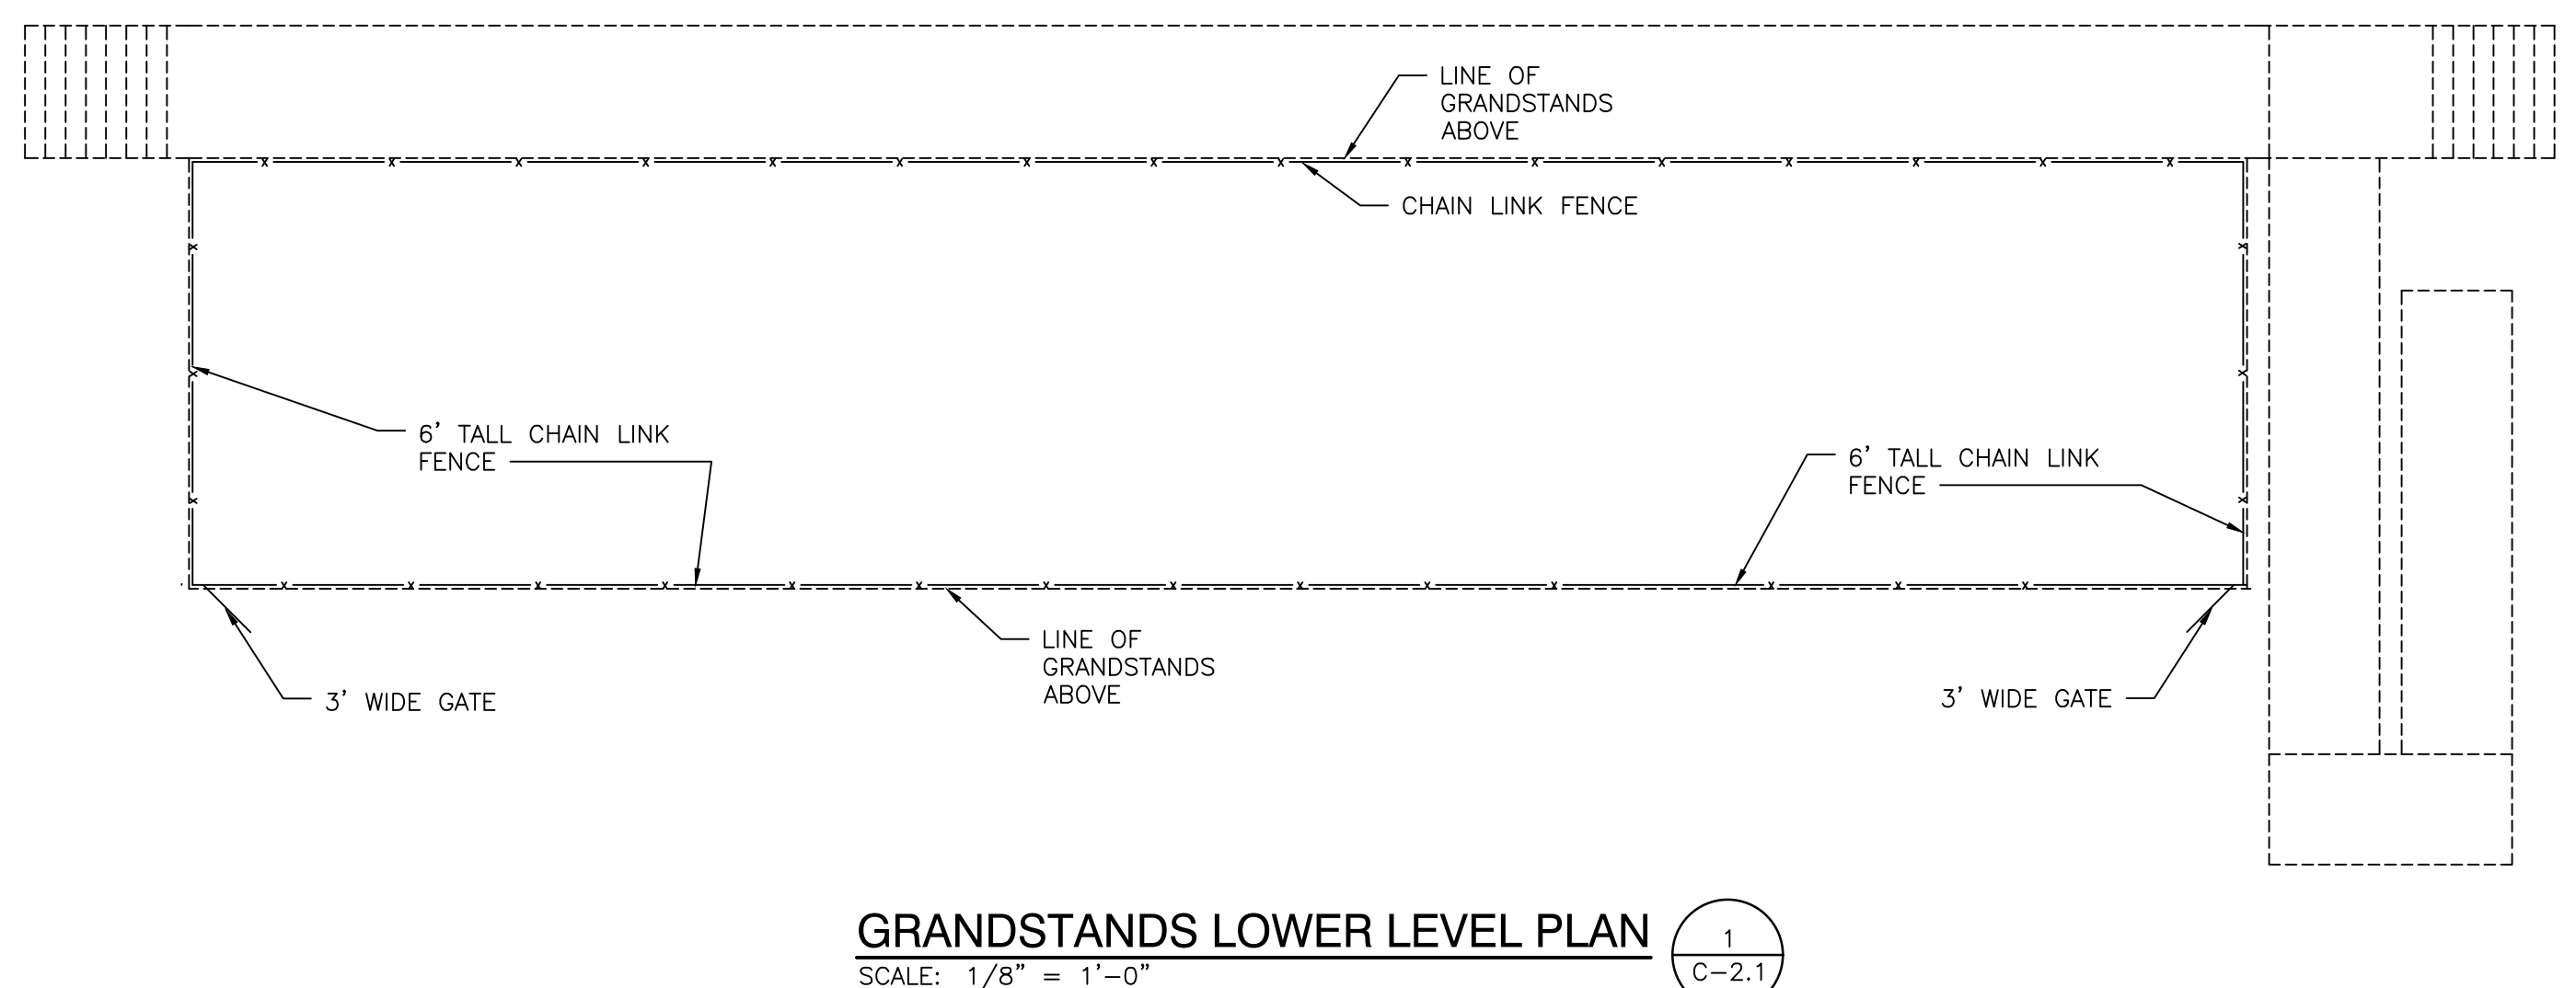 LINE OF
GRANDSTANDS
ABOVE
CHAIN LINK FENCE
6' TALL CHAIN LINK
FENCE
6' TALL CHAIN LINK
FENCE
LINE OF
GRANDSTANDS
ABOVE
3' WIDE GATE
3' WIDE GATE
GRANDSTANDS LOWER LEVEL PLAN
SCALE: 1/8" = 1'-0"
1
C-2.1